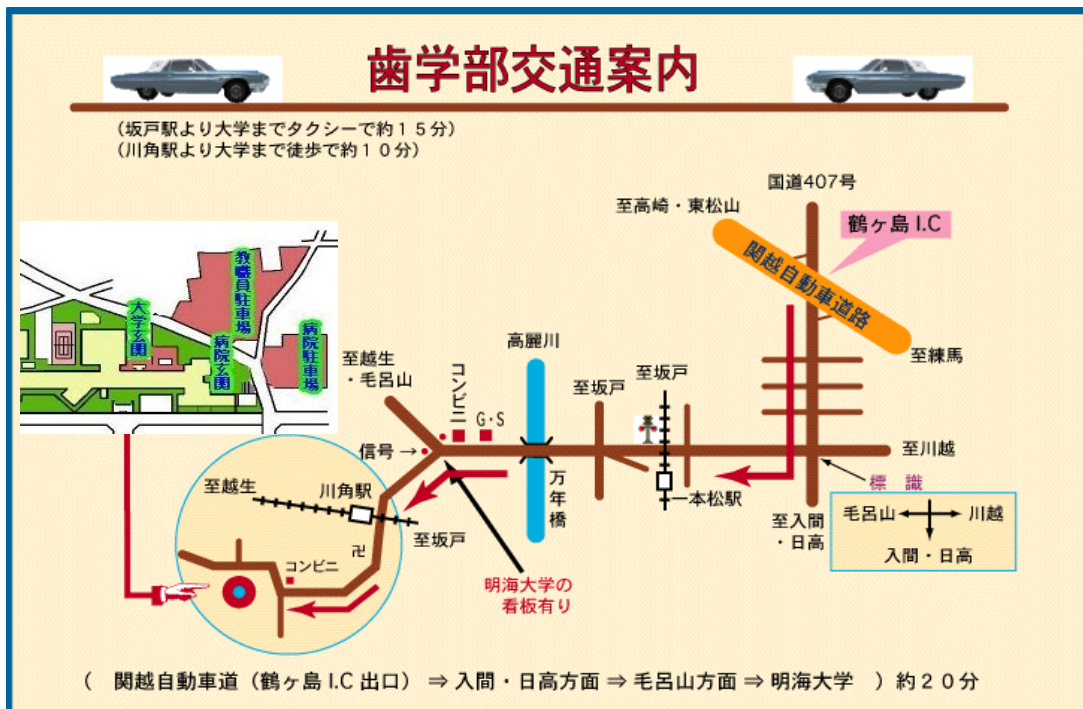 歯学部交通案内
（坂戸駅より大学までタクシーで約１５分）
（川角駅より大学まで徒歩で約１０分）
国道407号
至高崎・東松山
鶴ヶ島 I.C
関越自動車道路
至練馬
教職員駐車場
大学玄関
病院玄関
病院駐車場
至越生
・毛呂山
コンビニ
G・S
高麗川
至坂戸
至坂戸
信号→
至川越
万年橋
一本松駅
標 識
至入間
・日高
毛呂山
川越
入間・日高
至越生
川角駅
至坂戸
卍
コンビニ
明海大学の
看板有り
（ 関越自動車道（鶴ヶ島 I.C 出口） ⇒ 入間・日高方面 ⇒ 毛呂山方面 ⇒ 明海大学 ）約２０分